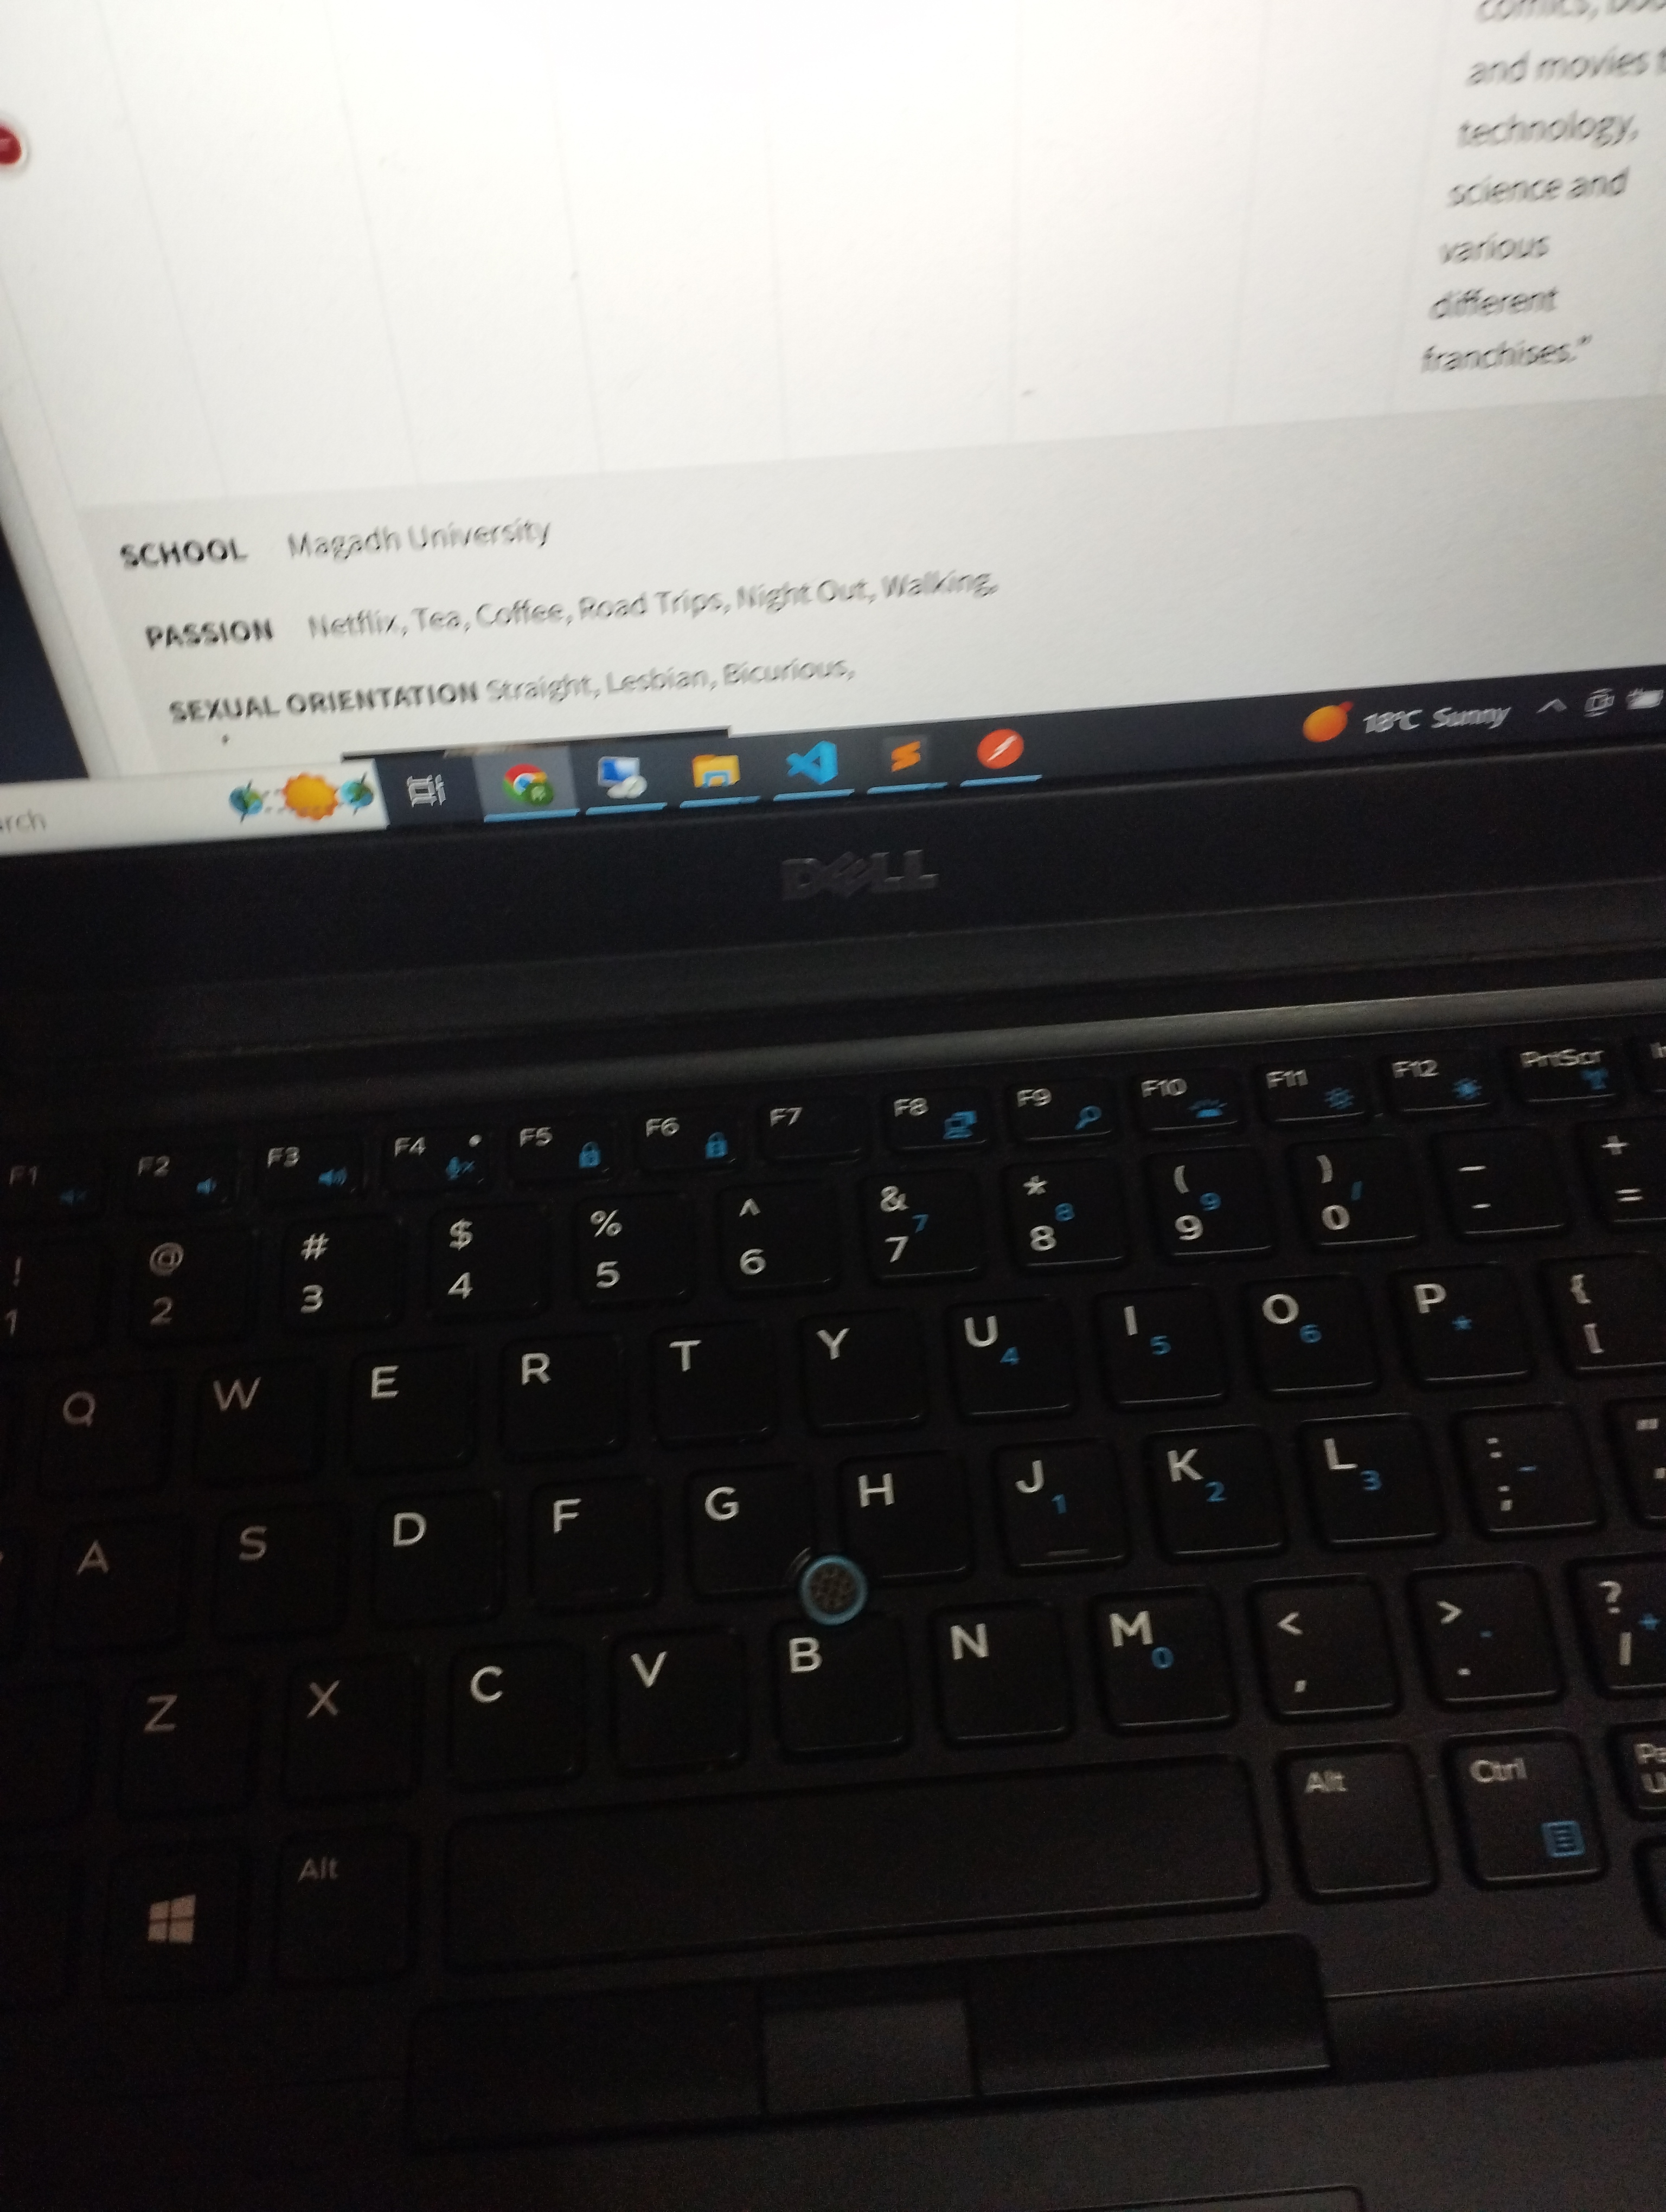 and movies
technology,
science and
various
different
franchises."
SCHOOL Magadh University
PASSION Netflix, Tea, Coffee, Road Trips, Night Out, Walking,
SEXUAL ORIENTATION Straight, Lesbian, Bicurious,
18°C Sunny
DELL
F1 F2 F3 F4 F5 F6 F7 F8 F9 F10 F11 F12 PrtScr
! @ # $ % ^ & 7 * 8 ( 9 ) / _ +
1 2 3 4 5 6 7 8 9 0 - =
Q W E R T Y U 4 I 5 O 6 P * { [
A S D F G H J 1 K 2 L 3 : - ; "
Z X C V B N M 0 < , > . ? / +
Alt Alt Ctrl